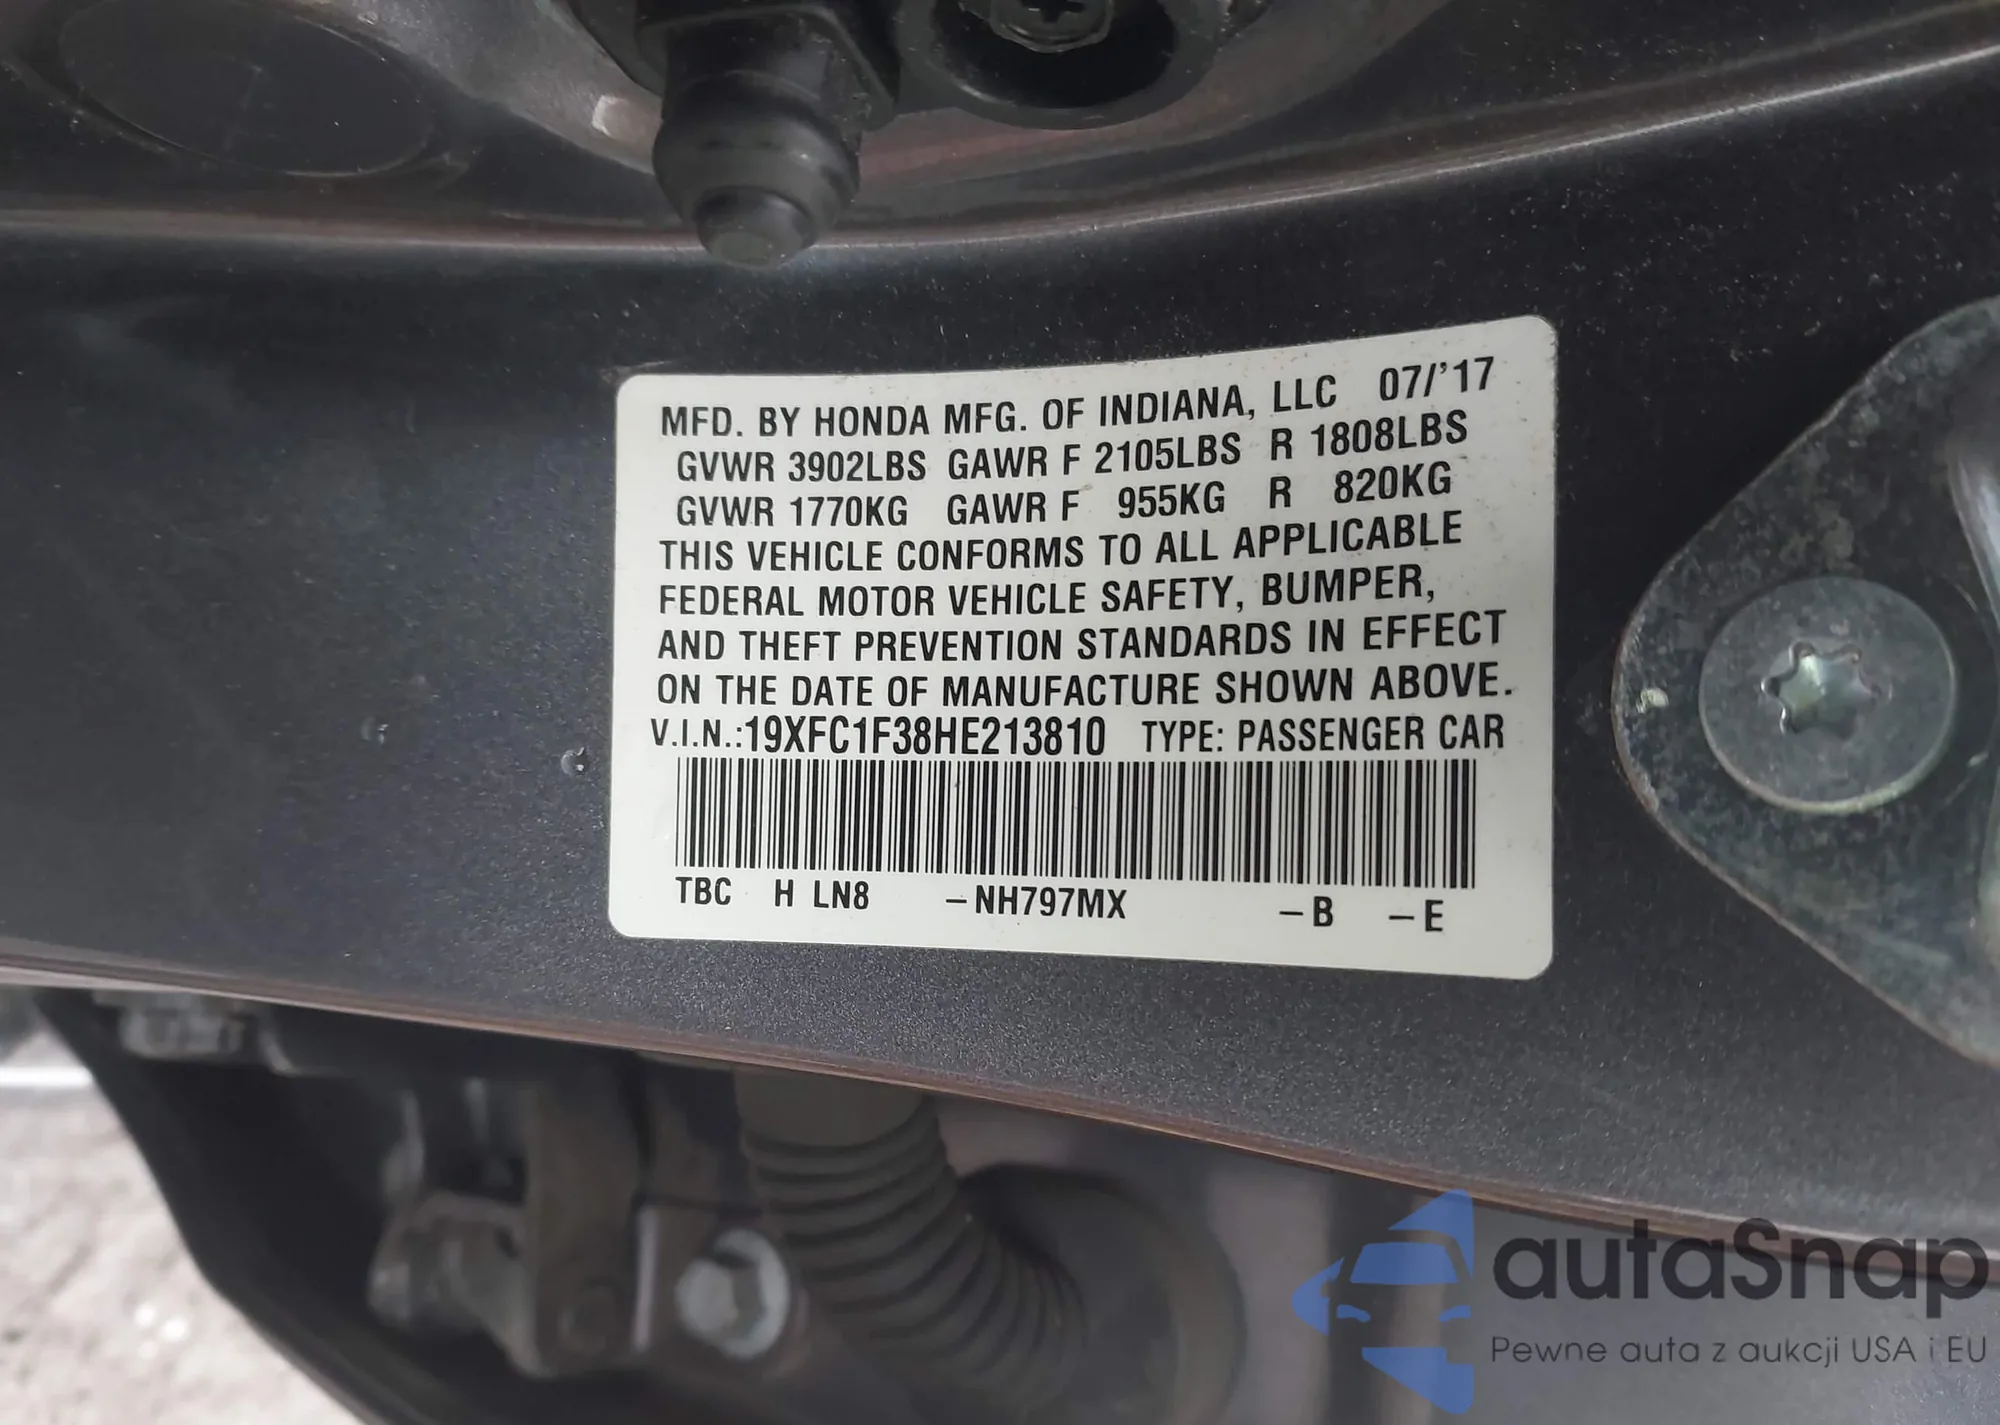 MFD. BY HONDA MFG. OF INDIANA, LLC 07/'17
GVWR 3902LBS GAWR F 2105LBS R 1808LBS
GVWR 1770KG GAWR F 955KG R 820KG
THIS VEHICLE CONFORMS TO ALL APPLICABLE
FEDERAL MOTOR VEHICLE SAFETY, BUMPER,
AND THEFT PREVENTION STANDARDS IN EFFECT
ON THE DATE OF MANUFACTURE SHOWN ABOVE.
V.I.N.:19XFC1F38HE213810 TYPE: PASSENGER CAR
TBC H LN8 –NH797MX –B –E
autaSnap
Pewne auta z aukcji USA i EU